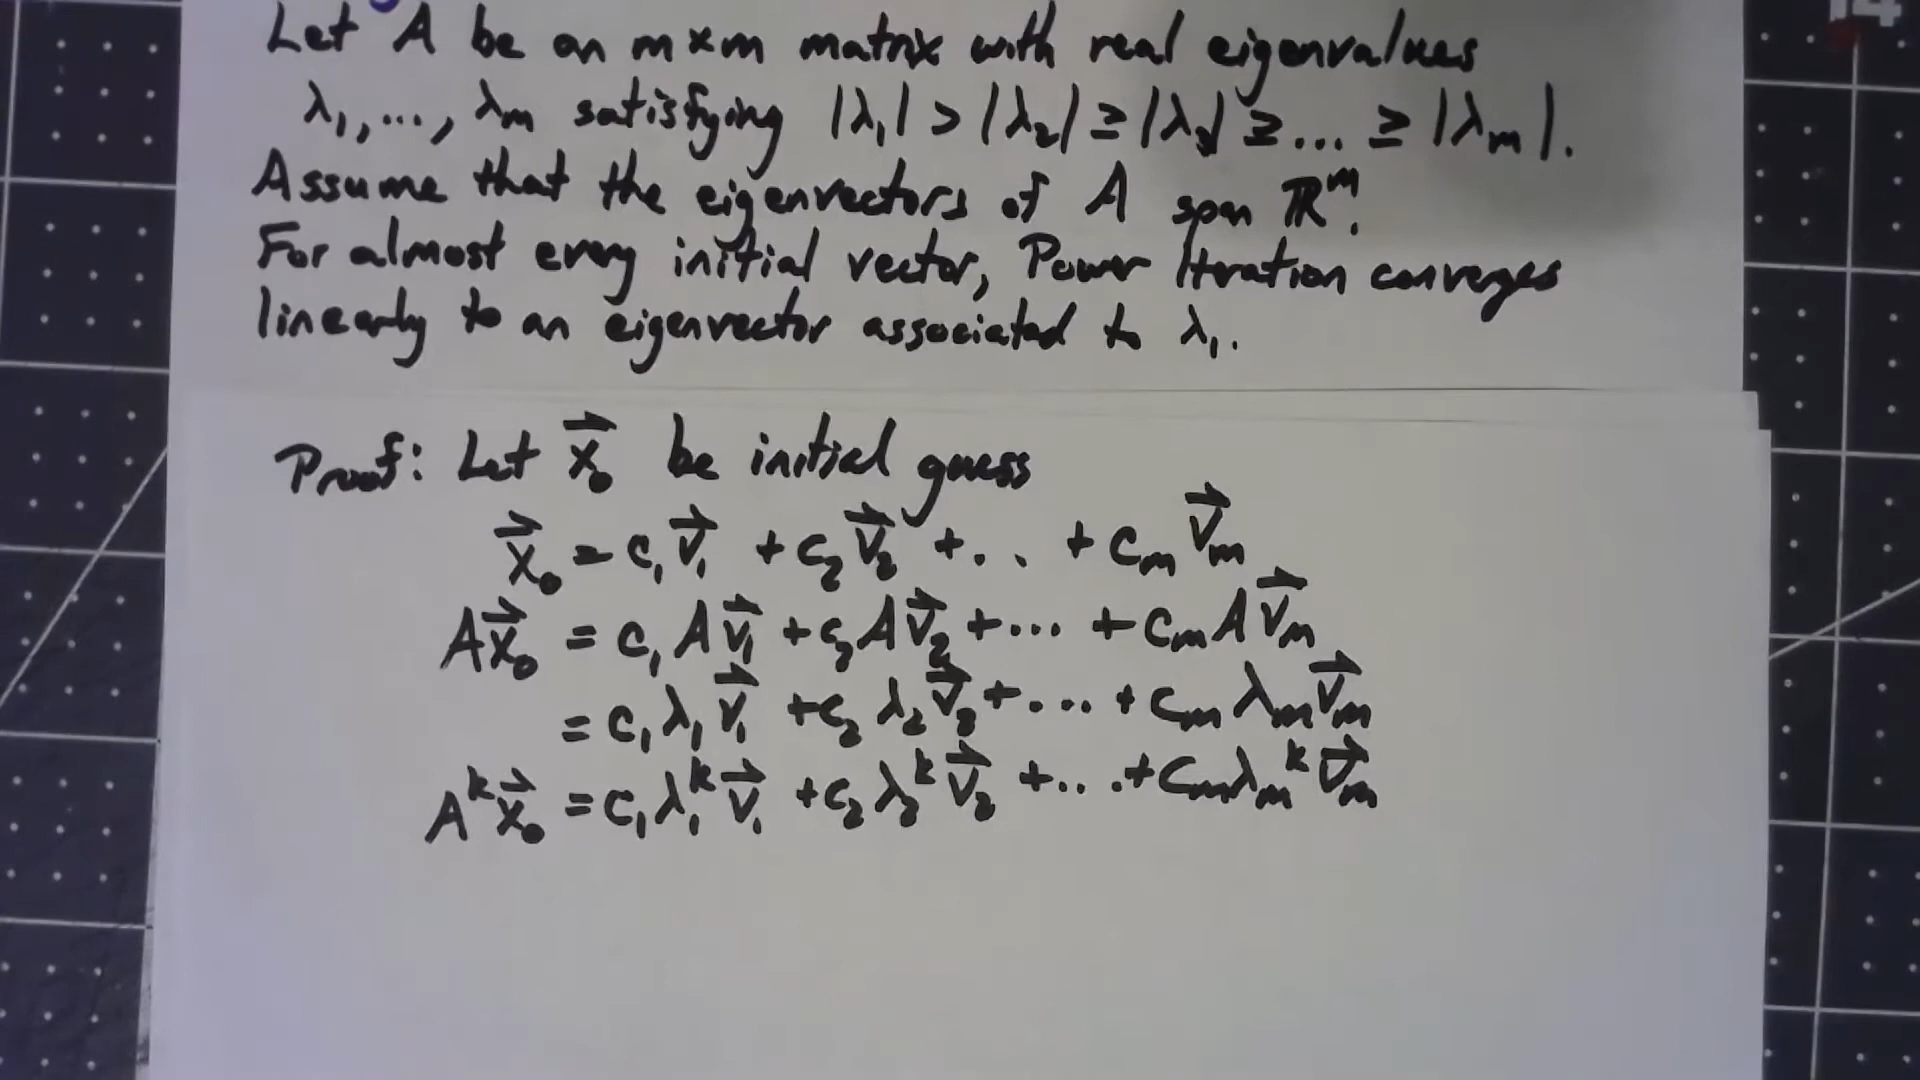 14
Let A be an m×m matrix with real eigenvalues
λ₁,..., λm satisfying |λ₁| > |λ₂| ≥ |λ₃| ≥ ... ≥ |λm|.
Assume that the eigenvectors of A span ℝᵐ.
For almost every initial vector, Power Iteration converges
linearly to an eigenvector associated to λ₁.
Proof: Let x⃗₀ be initial guess
x⃗₀ = c₁v⃗₁ + c₂v⃗₂ + .. + cm v⃗m
Ax⃗₀ = c₁Av⃗₁ + c₂Av⃗₂ + ... + cmAv⃗m
= c₁λ₁v⃗₁ + c₂λ₂v⃗₂ + ... + cmλmv⃗m
Aᵏx⃗₀ = c₁λ₁ᵏv⃗₁ + c₂λ₂ᵏv⃗₂ + ... + cmλmᵏv⃗m